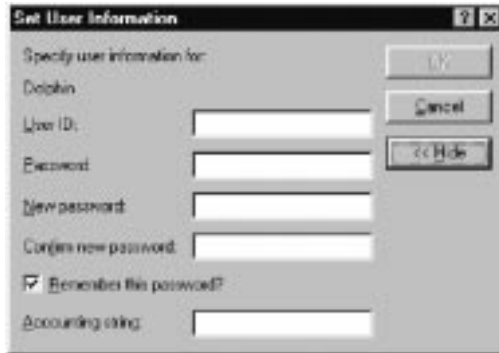 Set User Information
Specify user information for:
Dolphin
OK
User ID:
Cancel
Password:
<< Hide
New password:
Confirm new password:
Remember this password?
Accounting string: